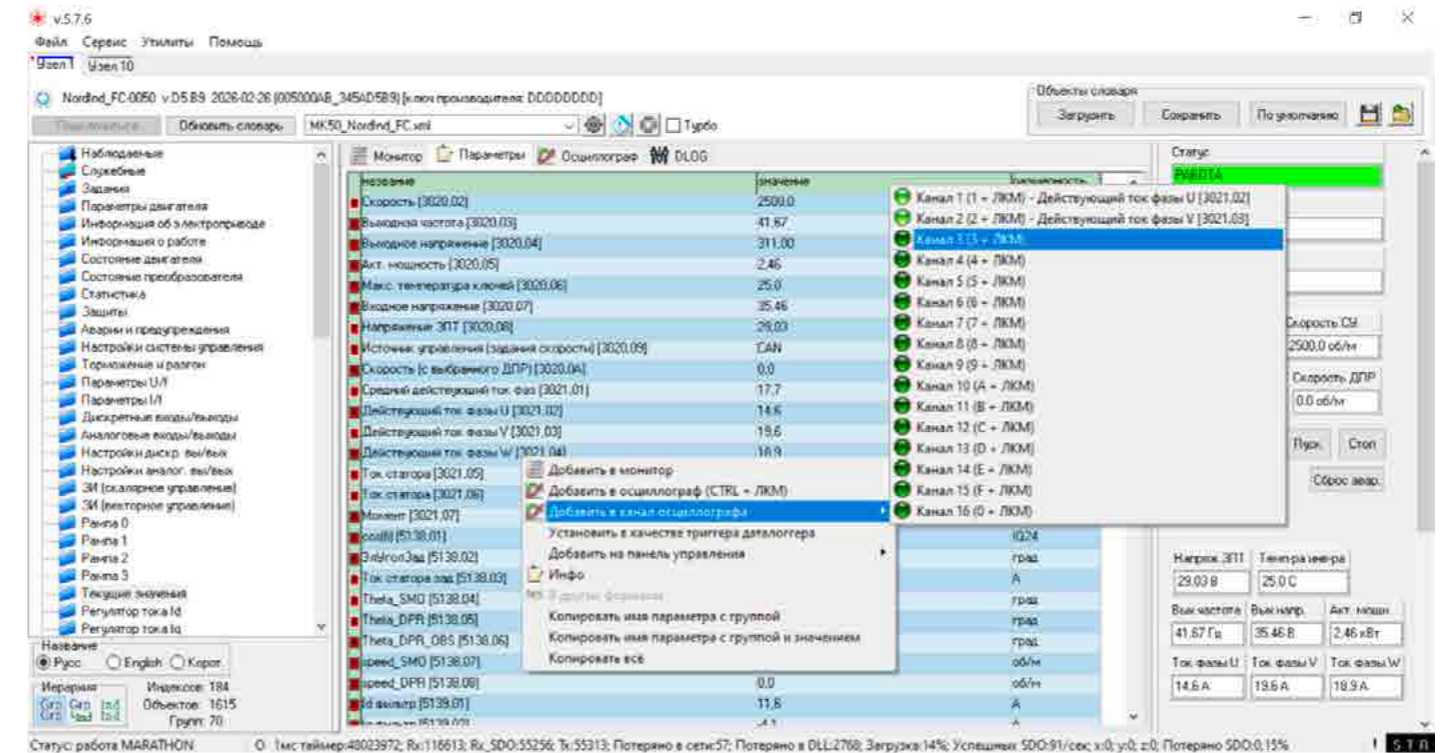 v.5.7.6
Файл Сервис Утилиты Помощь
Узел 1 Узел 10
NordInd_FC-0050 v.D5.B9 2026-02-26 (005000AB_345AD5B9) [ключ производителя: DDDDDDDD]
Объекты словаря
Обновить словарь MK50_NordInd_FC.xml Турбо
Загрузить Сохранить По умолчанию
Наблюдаемые
Служебные
Задания
Параметры двигателя
Информация об электроприводе
Информация о работе
Состояние двигателя
Состояние преобразователя
Статистика
Защиты
Аварии и предупреждения
Настройки системы управления
Торможение и разгон
Параметры U/f
Параметры I/f
Дискретные входы/выходы
Аналоговые входы/выходы
Настройки дискр. вх/вых
Настройки аналог. вх/вых
ЗИ (скалярное управление)
ЗИ (векторное управление)
Рампа 0
Рампа 1
Рампа 2
Рампа 3
Текущие значения
Регулятор тока Id
Регулятор тока Iq
Название
Русс English Корот.
Иерархия
Индексов: 184
Объектов: 1615
Групп: 70
Монитор Параметры Осциллограф DLOG
название значение размерность
Скорость [3020.02] 2500,0
Выходная частота [3020.03] 41,67
Выходное напряжение [3020.04] 311,00
Акт. мощность [3020.05] 2,46
Макс. температура ключей [3020.06] 25,0
Входное напряжение [3020.07] 35,46
Напряжение ЗПТ [3020.08] 29,03
Источник управления (задания скорости) [3020.09] CAN
Скорость (с выбранного ДПР) [3020.0A] 0,0
Средний действующий ток фаз [3021.01] 17,7
Действующий ток фазы U [3021.02] 14,6
Действующий ток фазы V [3021.03] 19,6
Действующий ток фазы W [3021.04] 18,9
Ток статора [3021.05]
Ток статора [3021.06]
Момент [3021.07]
cos(fi) [5138.01] IQ24
ЭлУголЗад [5138.02] град
Ток статора зад [5138.03] А
Theta_SMO [5138.04] град
Theta_DPR [5138.05] град
Theta_DPR_OBS [5138.06] град
speed_SMO [5138.07] об/м
speed_DPR [5138.08] 0,0 об/м
Id фильтр [5139.01] 11,6 А
-4,1
Добавить в монитор
Добавить в осциллограф (CTRL + ЛКМ)
Добавить в канал осциллографа
Установить в качестве триггера даталоггера
Добавить на панель управления
Инфо
В других форматах
Копировать имя параметра с группой
Копировать имя параметра с группой и значением
Копировать всё
Канал 1 (1 + ЛКМ) - Действующий ток фазы U [3021.02]
Канал 2 (2 + ЛКМ) - Действующий ток фазы V [3021.03]
Канал 3 (3 + ЛКМ)
Канал 4 (4 + ЛКМ)
Канал 5 (5 + ЛКМ)
Канал 6 (6 + ЛКМ)
Канал 7 (7 + ЛКМ)
Канал 8 (8 + ЛКМ)
Канал 9 (9 + ЛКМ)
Канал 10 (A + ЛКМ)
Канал 11 (B + ЛКМ)
Канал 12 (C + ЛКМ)
Канал 13 (D + ЛКМ)
Канал 14 (E + ЛКМ)
Канал 15 (F + ЛКМ)
Канал 16 (0 + ЛКМ)
Статус
РАБОТА
Скорость СУ
2500,0 об/м
Скорость ДПР
0.0 об/м
Пуск Стоп
Сброс авар.
Напряж. ЗПТ Температура
29.03 В 25.0 С
Вых частота Вых напр. Акт. мощн.
41,67 Гц 35.46 В 2,46 кВт
Ток фазы U Ток фазы V Ток фазы W
14,6 А 19.6 А 18.9 А
Статус: работа MARATHON 0 1мс таймер:48023972; Rx:116613; Rx_SDO:55256; Tx:55313; Потеряно в сети:57; Потеряно в DLL:2768; Загрузка:14%; Успешных SDO:91/сек; x:0; y:0; z:0; Потеряно SDO:0,15% ! S T R